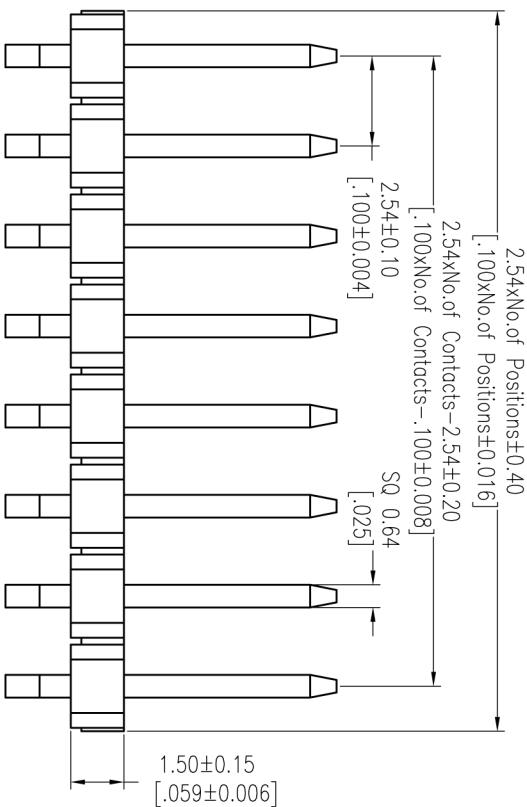 2.54xNo.of Positions±0.40
[.100xNo.of Positions±0.016]
2.54xNo.of Contacts-2.54±0.20
[.100xNo.of Contacts-.100±0.008]
2.54±0.10
[.100±0.004]
SQ 0.64
[.025]
1.50±0.15
[.059±0.006]